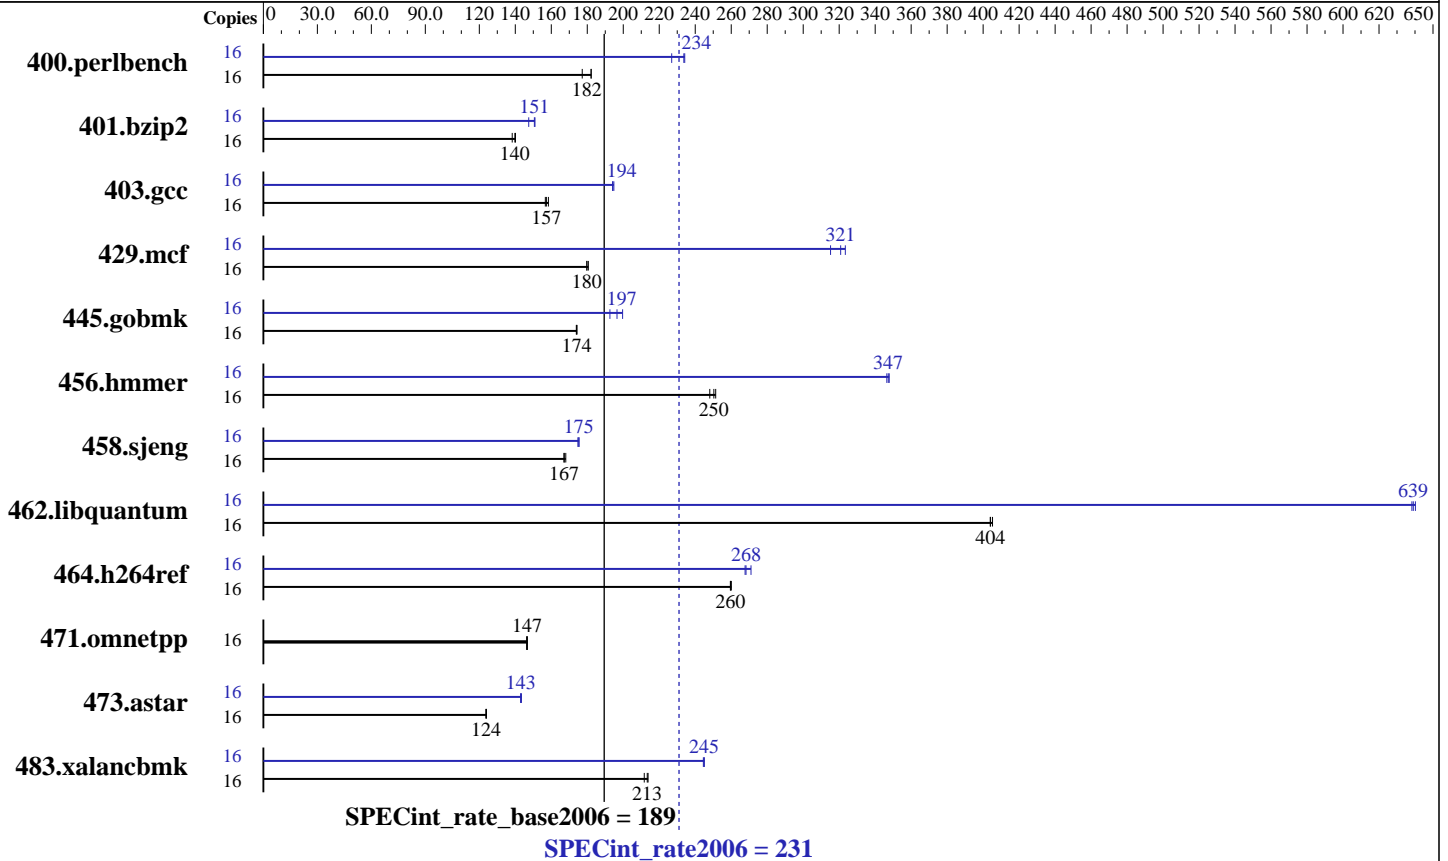 Copies 0 30.0 60.0 90.0 120 140 160 180 200 220 240 260 280 300 320 340 360 380 400 420 440 460 480 500 520 540 560 580 600 620 650
400.perlbench 16 234
16 182
401.bzip2 16 151
16 140
403.gcc 16 194
16 157
429.mcf 16 321
16 180
445.gobmk 16 197
16 174
456.hmmer 16 347
16 250
458.sjeng 16 175
16 167
462.libquantum 16 639
16 404
464.h264ref 16 268
16 260
471.omnetpp 16 147
473.astar 16 143
16 124
483.xalancbmk 16 245
16 213
SPECint_rate_base2006 = 189
SPECint_rate2006 = 231